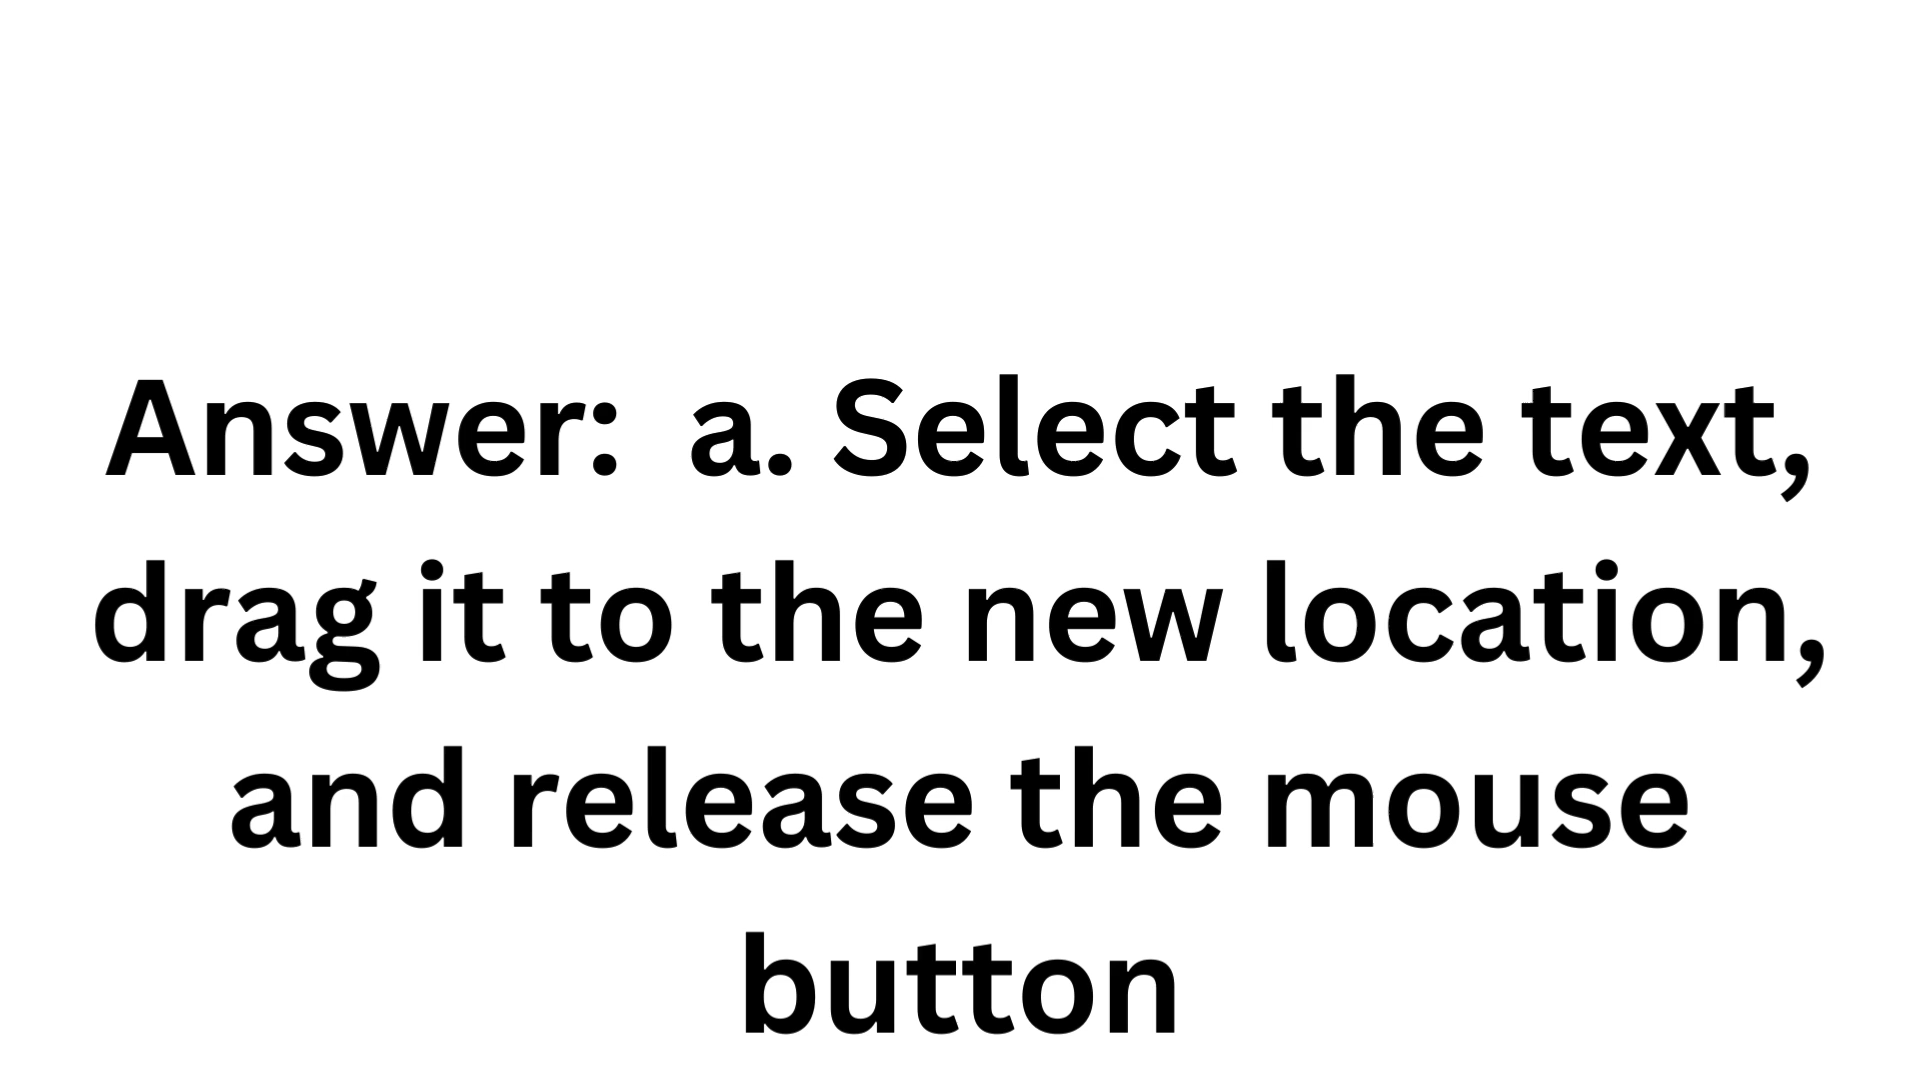 Answer:  a. Select the text,
drag it to the new location,
and release the mouse
button